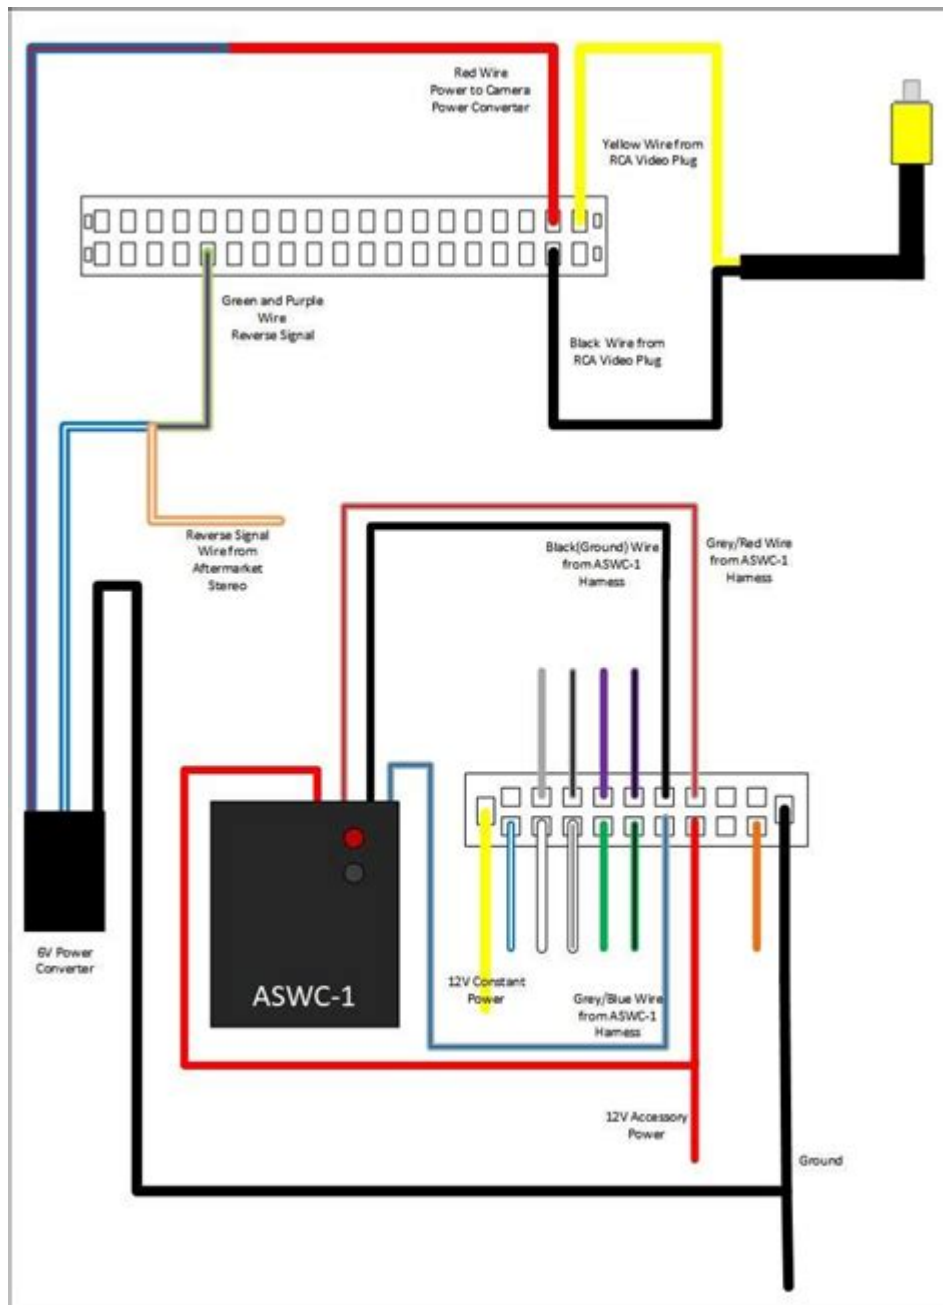 Red Wire
Power to Camera
Power Converter
Yellow Wire from
RCA Video Plug
Green and Purple
Wire
Reverse Signal
Black Wire from
RCA Video Plug
Reverse Signal
Wire from
Aftermarket
Stereo
Black(Ground) Wire
from ASWC-1
Harness
Grey/Red Wire
from ASWC-1
Harness
6V Power
Converter
ASWC-1
12V Constant
Power
Grey/Blue Wire
from ASWC-1
Harness
12V Accessory
Power
Ground